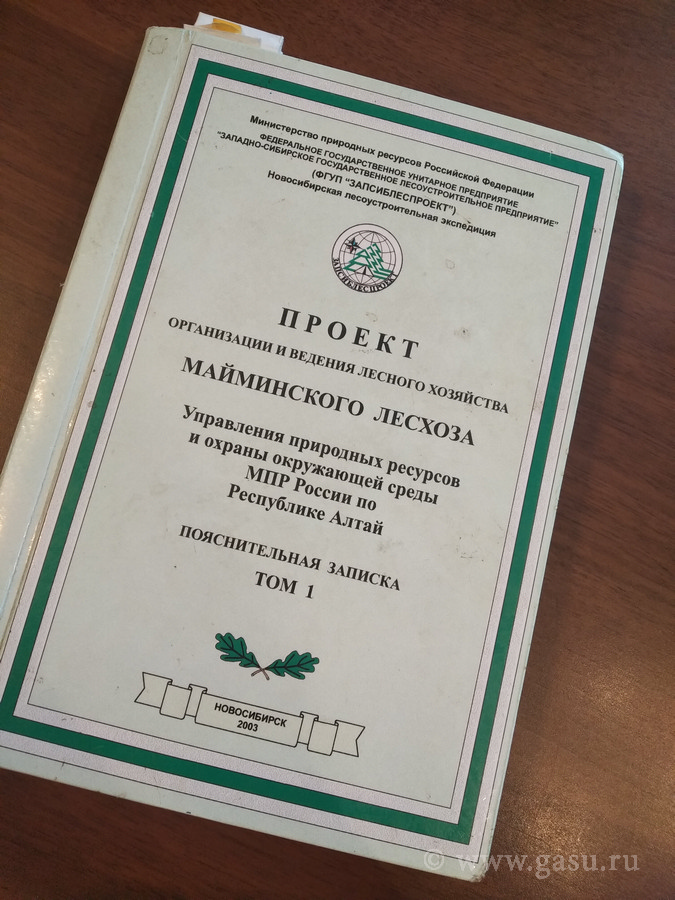 Министерство природных ресурсов Российской Федерации
ФЕДЕРАЛЬНОЕ ГОСУДАРСТВЕННОЕ УНИТАРНОЕ ПРЕДПРИЯТИЕ
"ЗАПАДНО-СИБИРСКОЕ ГОСУДАРСТВЕННОЕ ЛЕСОУСТРОИТЕЛЬНОЕ ПРЕДПРИЯТИЕ"
(ФГУП "ЗАПСИБЛЕСПРОЕКТ")
Новосибирская лесоустроительная экспедиция
ЗАПСИБЛЕСПРОЕКТ
ПРОЕКТ
ОРГАНИЗАЦИИ И ВЕДЕНИЯ ЛЕСНОГО ХОЗЯЙСТВА
МАЙМИНСКОГО ЛЕСХОЗА
Управления природных ресурсов
и охраны окружающей среды
МПР России по
Республике Алтай
ПОЯСНИТЕЛЬНАЯ ЗАПИСКА
ТОМ 1
НОВОСИБИРСК
2003
© www.gasu.ru